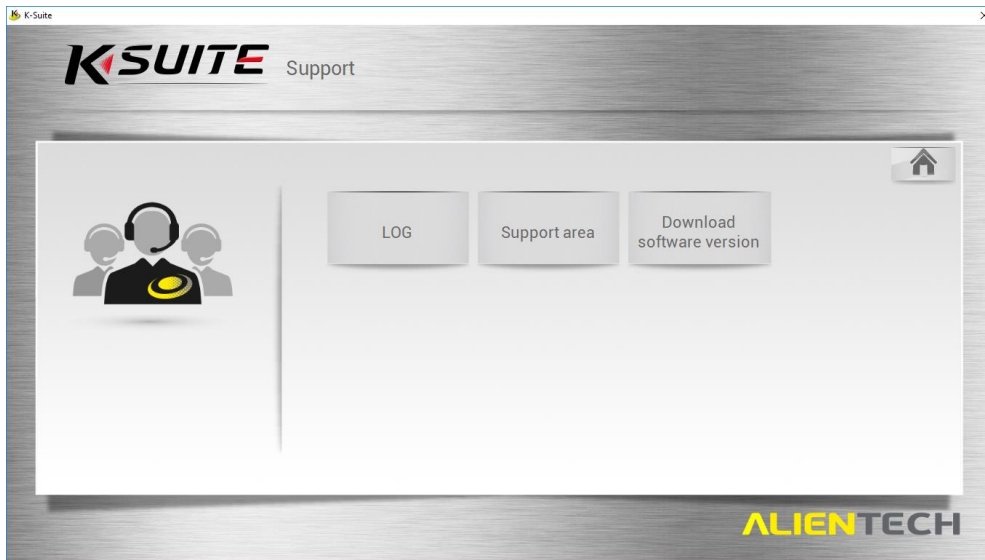 K-Suite
KSUITE Support
LOG
Support area
Download
software version
ALIENTECH